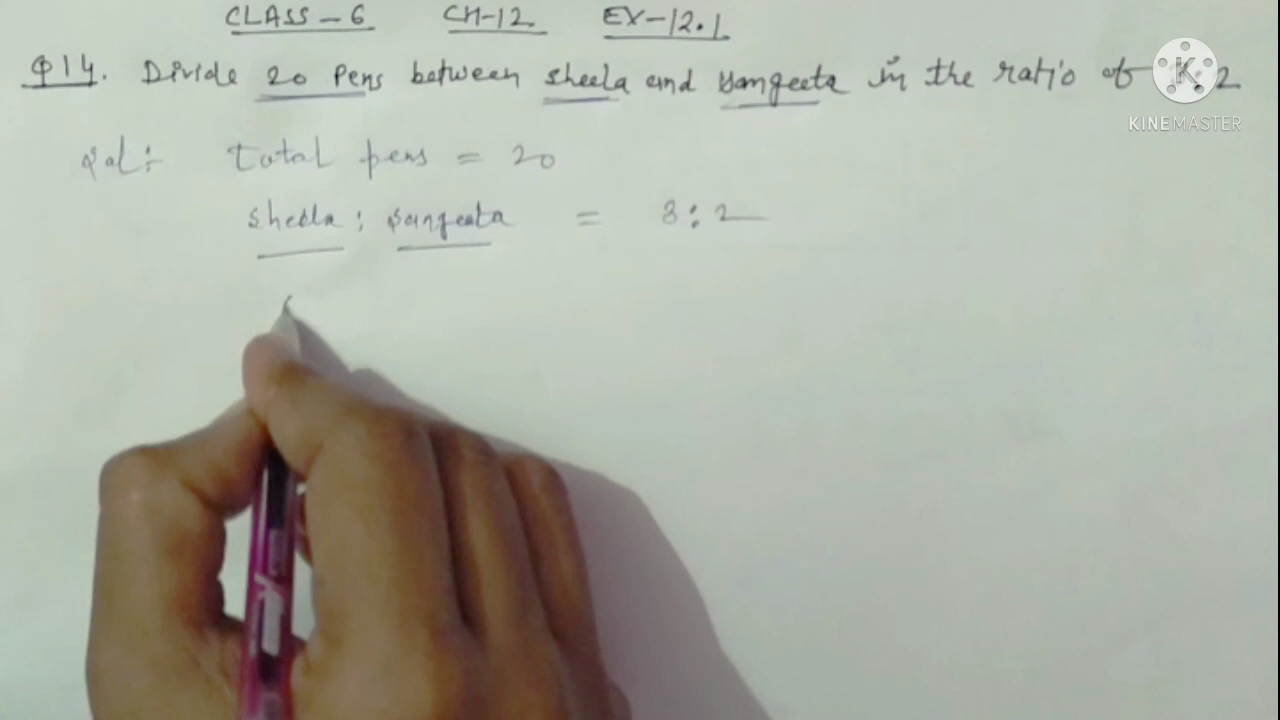 CLASS-6 CH-12 EX-12.1
Q14. Divide 20 Pens between Sheela and Sangeeta in the ratio of 2
Sol:- Total pens = 20
Sheela : Sangeeta = 3:2
K
KINEMASTER